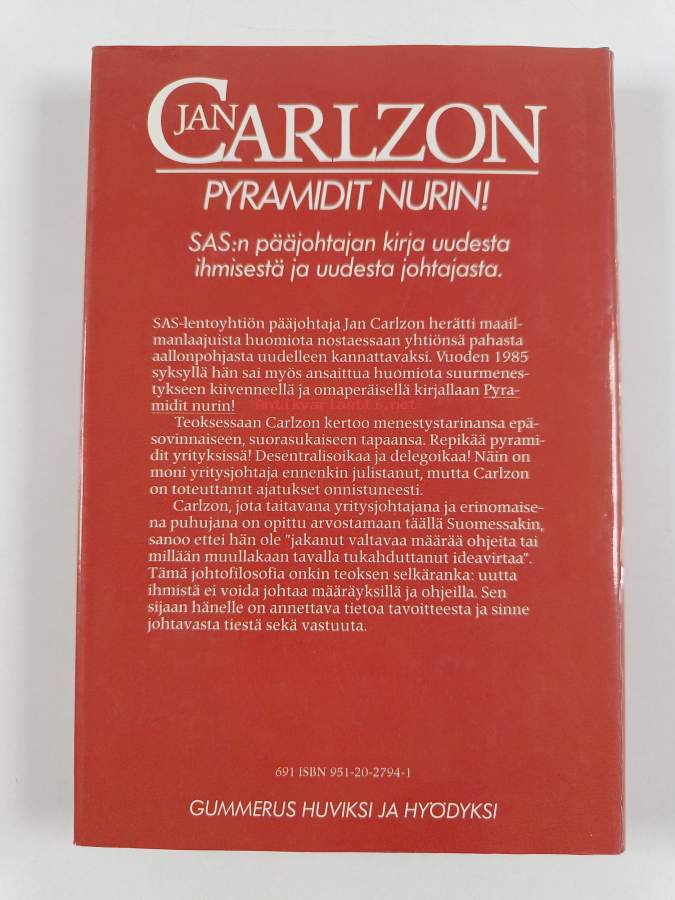 JAN CARLZON
PYRAMIDIT NURIN!
SAS:n pääjohtajan kirja uudesta
ihmisestä ja uudesta johtajasta.
SAS-lentoyhtiön pääjohtaja Jan Carlzon herätti maail-
manlaajuista huomiota nostaessaan yhtiönsä pahasta
aallonpohjasta uudelleen kannattavaksi. Vuoden 1985
syksyllä hän sai myös ansaittua huomiota suurmenes-
tykseen kiivenneellä ja omaperäisellä kirjallaan Pyra-
midit nurin!
antikvariaatti.net
Teoksessaan Carlzon kertoo menestystarinansa epä-
sovinnaiseen, suorasukaiseen tapaansa. Repikää pyrami-
dit yrityksissä! Desentralisoikaa ja delegoikaa! Näin on
moni yritysjohtaja ennenkin julistanut, mutta Carlzon
on toteuttanut ajatukset onnistuneesti.
Carlzon, jota taitavana yritysjohtajana ja erinomaise-
na puhujana on opittu arvostamaan täällä Suomessakin,
sanoo ettei hän ole "jakanut valtavaa määrää ohjeita tai
millään muullakaan tavalla tukahduttanut ideavirtaa".
Tämä johtofilosofia onkin teoksen selkäranka: uutta
ihmistä ei voida johtaa määräyksillä ja ohjeilla. Sen
sijaan hänelle on annettava tietoa tavoitteesta ja sinne
johtavasta tiestä sekä vastuuta.
691 ISBN 951-20-2794-1
GUMMERUS HUVIKSI JA HYÖDYKSI